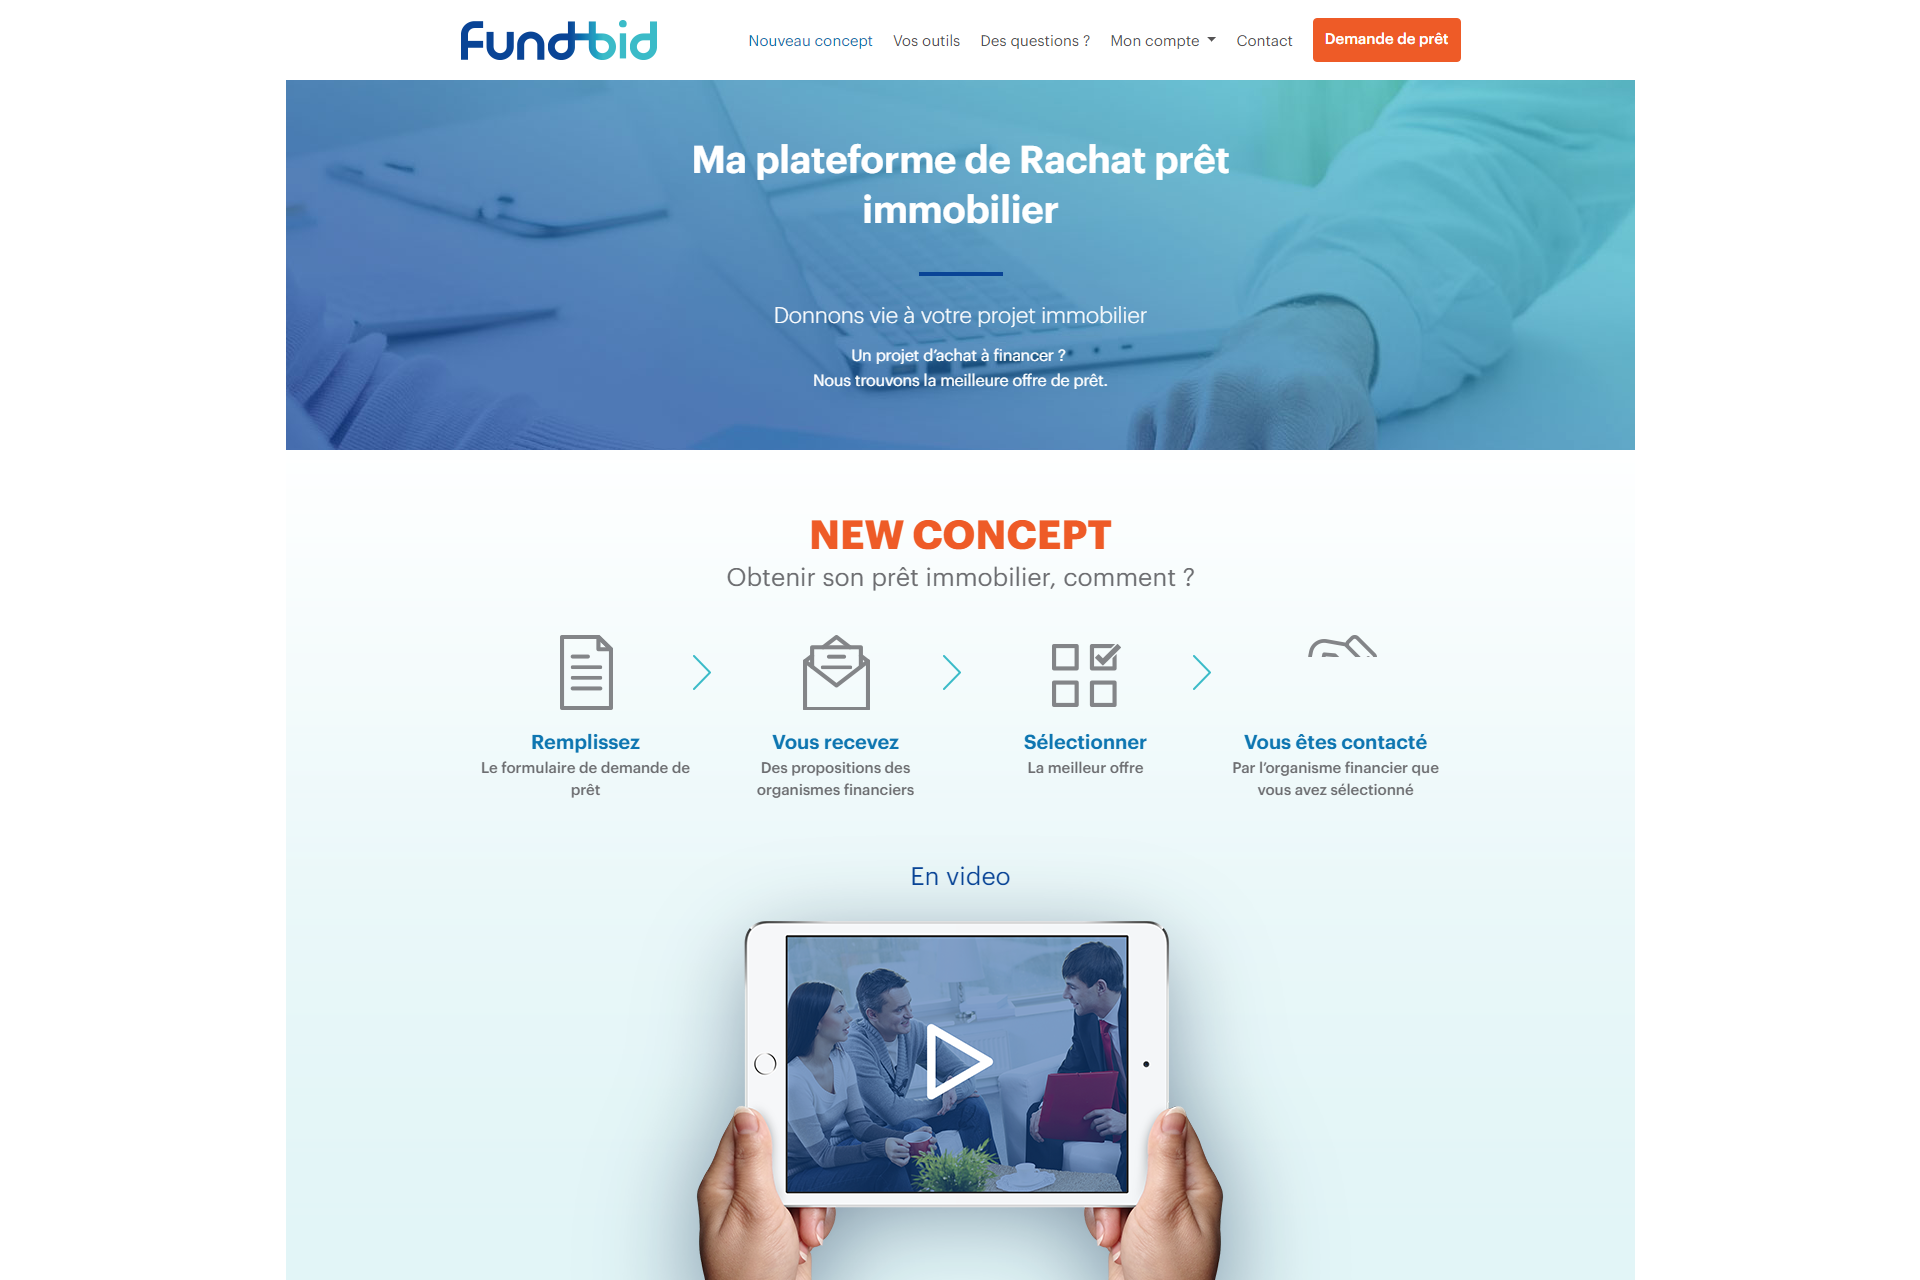 Fundbid
Nouveau concept Vos outils Des questions ? Mon compte Contact Demande de prêt
Ma plateforme de Rachat prêt
immobilier
Donnons vie à votre projet immobilier
Un projet d'achat à financer ?
Nous trouvons la meilleure offre de prêt.
NEW CONCEPT
Obtenir son prêt immobilier, comment ?
Remplissez
Le formulaire de demande de
prêt
Vous recevez
Des propositions des
organismes financiers
Sélectionner
La meilleur offre
Vous êtes contacté
Par l'organisme financier que
vous avez sélectionné
En video